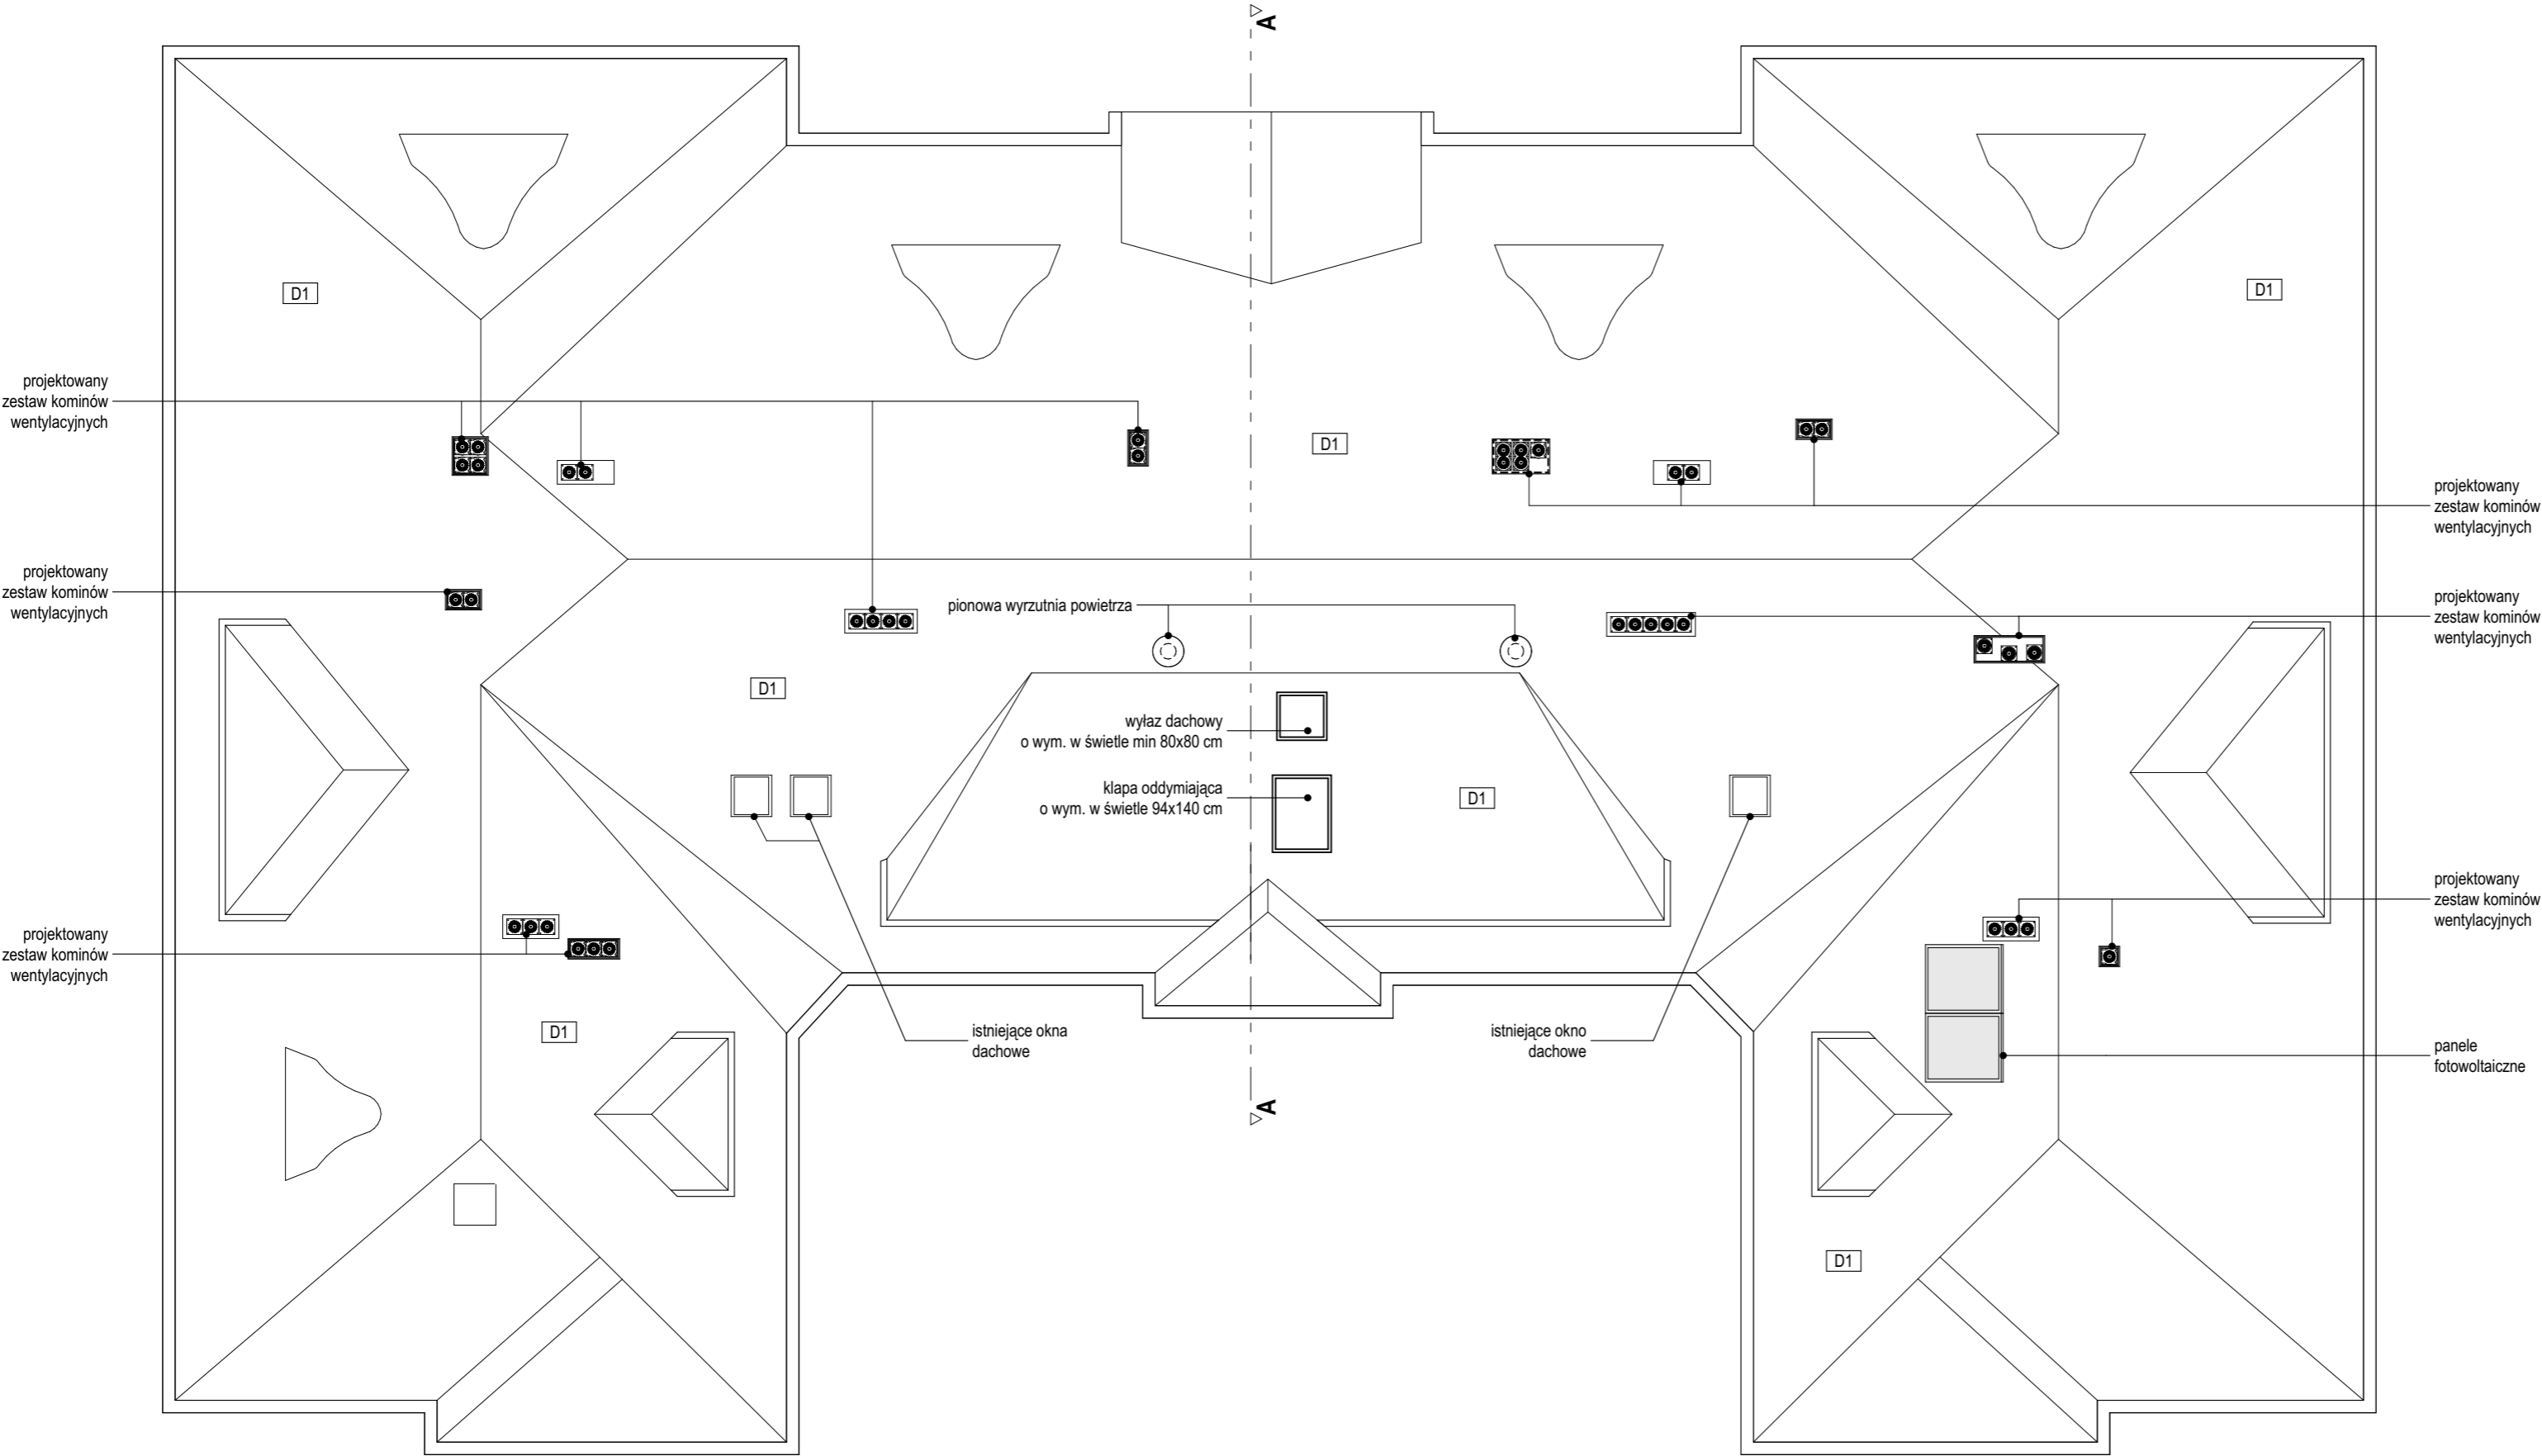 A
D1
D1
projektowany
zestaw kominów
wentylacyjnych
D1
projektowany
zestaw kominów
wentylacyjnych
projektowany
zestaw kominów
wentylacyjnych
pionowa wyrzutnia powietrza
projektowany
zestaw kominów
wentylacyjnych
D1
wyłaz dachowy
o wym. w świetle min 80x80 cm
klapa oddymiająca
o wym. w świetle 94x140 cm
D1
projektowany
zestaw kominów
wentylacyjnych
projektowany
zestaw kominów
wentylacyjnych
D1
istniejące okna
dachowe
istniejące okno
dachowe
panele
fotowoltaiczne
A
D1